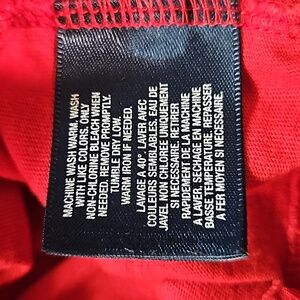 MACHINE WASH WARM, WASH
WITH LIKE COLORS, ONLY
NON-CHLORINE BLEACH WHEN
NEEDED. REMOVE PROMPTLY.
TUMBLE DRY LOW.
WARM IRON IF NEEDED.
LAVAGE A 40°. LAVER AVEC
COULEURS SEMBLABLES. EAU DE
JAVEL NON CHLOREE UNIQUEMENT
SI NECESSAIRE. RETIRER
RAPIDEMENT DE LA MACHINE
A LAVER. SECHAGE EN MACHINE
BASSE TEMPERATURE. REPASSER
A FER MOYEN SI NECESSAIRE.